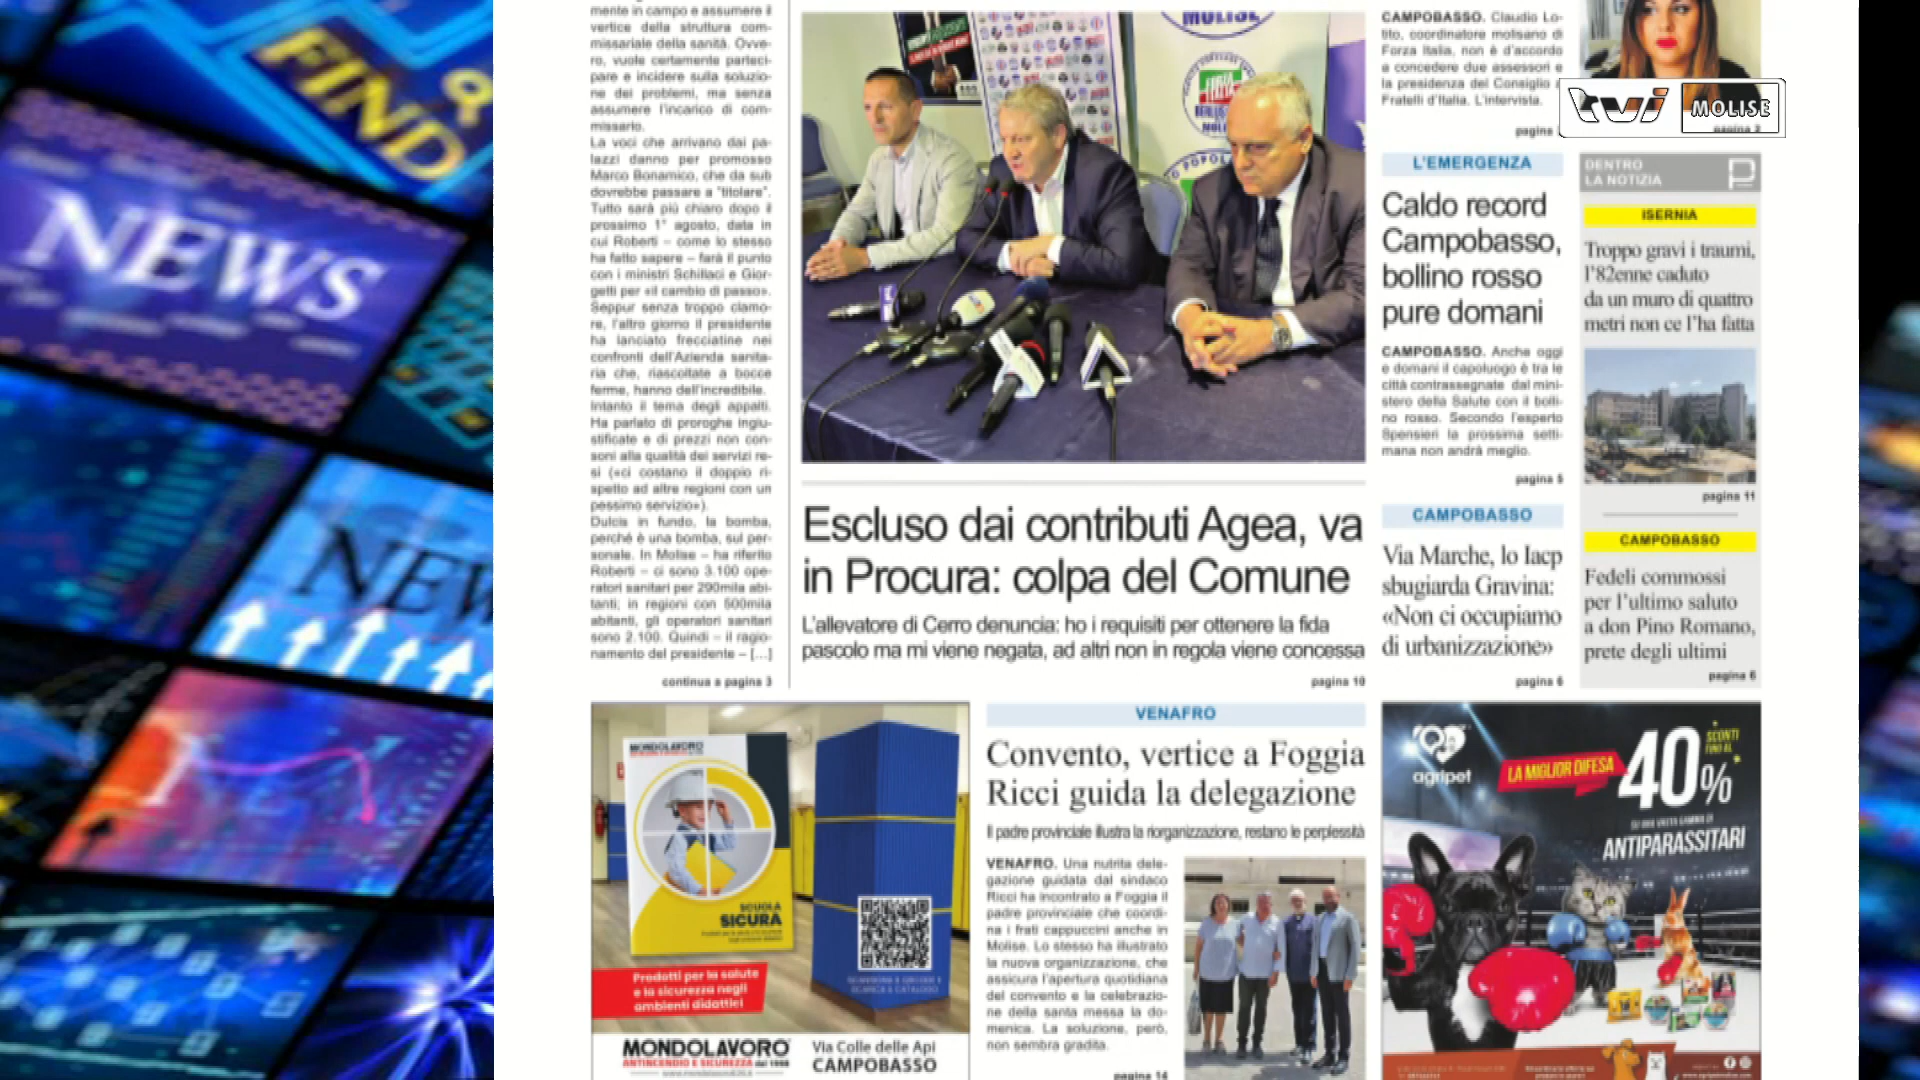 FIND
NEWS
NEW
mente in campo e assumere il
vertice della struttura com-
missariale della sanità. Ovve-
ro, vuole certamente parteci-
pare e incidere sulla soluzio-
ne dei problemi, ma senza
assumere l'incarico di com-
missario.
La voci che arrivano dai pa-
lazzi danno per promosso
Marco Bonamico, che da sub
dovrebbe passare a "titolare".
Tutto sarà più chiaro dopo il
prossimo 1° agosto, data in
cui Roberti – come lo stesso
ha fatto sapere – farà il punto
con i ministri Schillaci e Gior-
getti per «il cambio di passo».
Seppur senza troppo clamo-
re, l'altro giorno il presidente
ha lanciato frecciatine nei
confronti dell'Azienda sanita-
ria che, riascoltate a bocce
ferme, hanno dell'incredibile.
Intanto il tema degli appalti.
Ha parlato di proroghe ingiu-
stificate e di prezzi non con-
soni alla qualità dei servizi re-
si («ci costano il doppio ri-
spetto ad altre regioni con un
pessimo servizio»).
Dulcis in fundo, la bomba,
perché è una bomba, sul per-
sonale. In Molise – ha riferito
Roberti – ci sono 3.100 ope-
ratori sanitari per 290mila abi-
tanti; in regioni con 500mila
abitanti, gli operatori sanitari
sono 2.100. Quindi – il ragio-
namento del presidente – [...]
continua a pagina 3
MOLISE
Escluso dai contributi Agea, va
in Procura: colpa del Comune
L'allevatore di Cerro denuncia: ho i requisiti per ottenere la fida
pascolo ma mi viene negata, ad altri non in regola viene concessa
pagina 10
CAMPOBASSO. Claudio Lo-
tito, coordinatore molisano di
Forza Italia, non è d'accordo
a concedere due assessori e
la presidenza del Consiglio a
Fratelli d'Italia. L'intervista.
pagina
tvi MOLISE
pagina 2
L'EMERGENZA
Caldo record
Campobasso,
bollino rosso
pure domani
CAMPOBASSO. Anche oggi
e domani il capoluogo è tra le
città contrassegnate dal mini-
stero della Salute con il bolli-
no rosso. Secondo l'esperto
Spensieri la prossima setti-
mana non andrà meglio.
pagina 5
CAMPOBASSO
Via Marche, lo Iacp
sbugiarda Gravina:
«Non ci occupiamo
di urbanizzazione»
pagina 6
DENTRO
LA NOTIZIA
ISERNIA
Troppo gravi i traumi,
l'82enne caduto
da un muro di quattro
metri non ce l'ha fatta
pagina 11
CAMPOBASSO
Fedeli commossi
per l'ultimo saluto
a don Pino Romano,
prete degli ultimi
pagina 6
MONDOLAVORO
SCUOLA
SICURA
Prodotti per la salute
e la sicurezza negli
ambienti didattici
MONDOLAVORO
ANTINCENDIO E SICUREZZA dal 1998
Via Colle delle Api
CAMPOBASSO
VENAFRO
Convento, vertice a Foggia
Ricci guida la delegazione
Il padre provinciale illustra la riorganizzazione, restano le perplessità
VENAFRO. Una nutrita dele-
gazione guidata dal sindaco
Ricci ha incontrato a Foggia il
padre provinciale che coordi-
na i frati cappuccini anche in
Molise. Lo stesso ha illustrato
la nuova organizzazione, che
assicura l'apertura quotidiana
del convento e la celebrazio-
ne della santa messa la do-
menica. La soluzione, però,
non sembra gradita.
pagina 14
agripet
LA MIGLIOR DIFESA
SCONTI
FINO AL
40%
SU UNA VASTA GAMMA DI
ANTIPARASSITARI